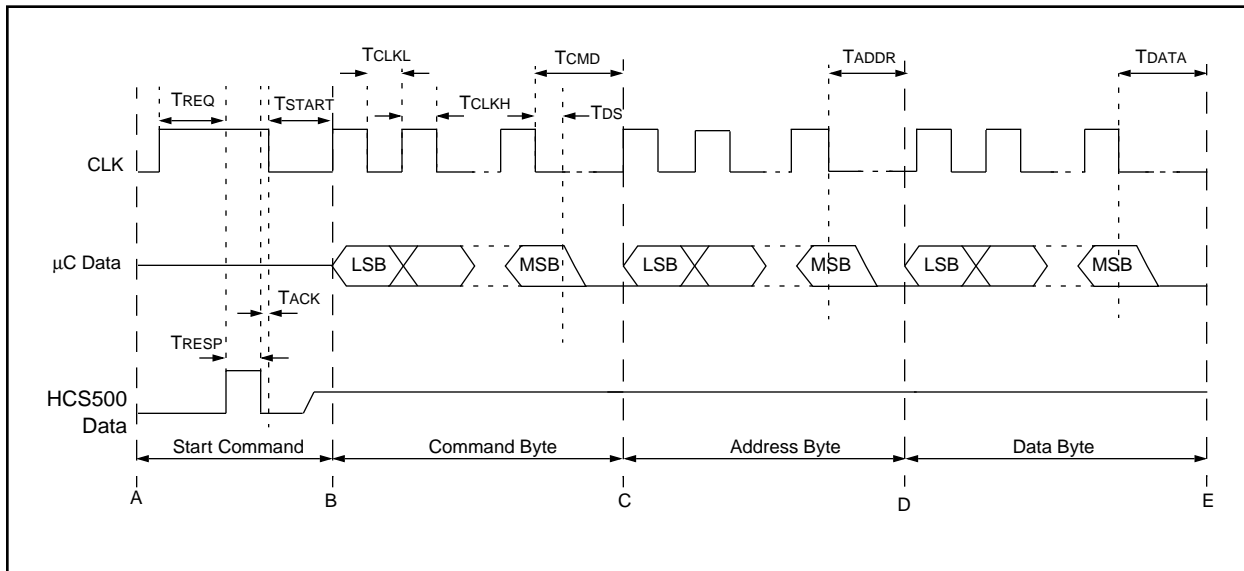 TCLKL
TCMD
TADDR
TDATA
TREQ
TSTART
TCLKH
TDS
CLK
µC Data
LSB
MSB
LSB
MSB
LSB
MSB
TACK
TRESP
HCS500
Data
Start Command
Command Byte
Address Byte
Data Byte
A
B
C
D
E